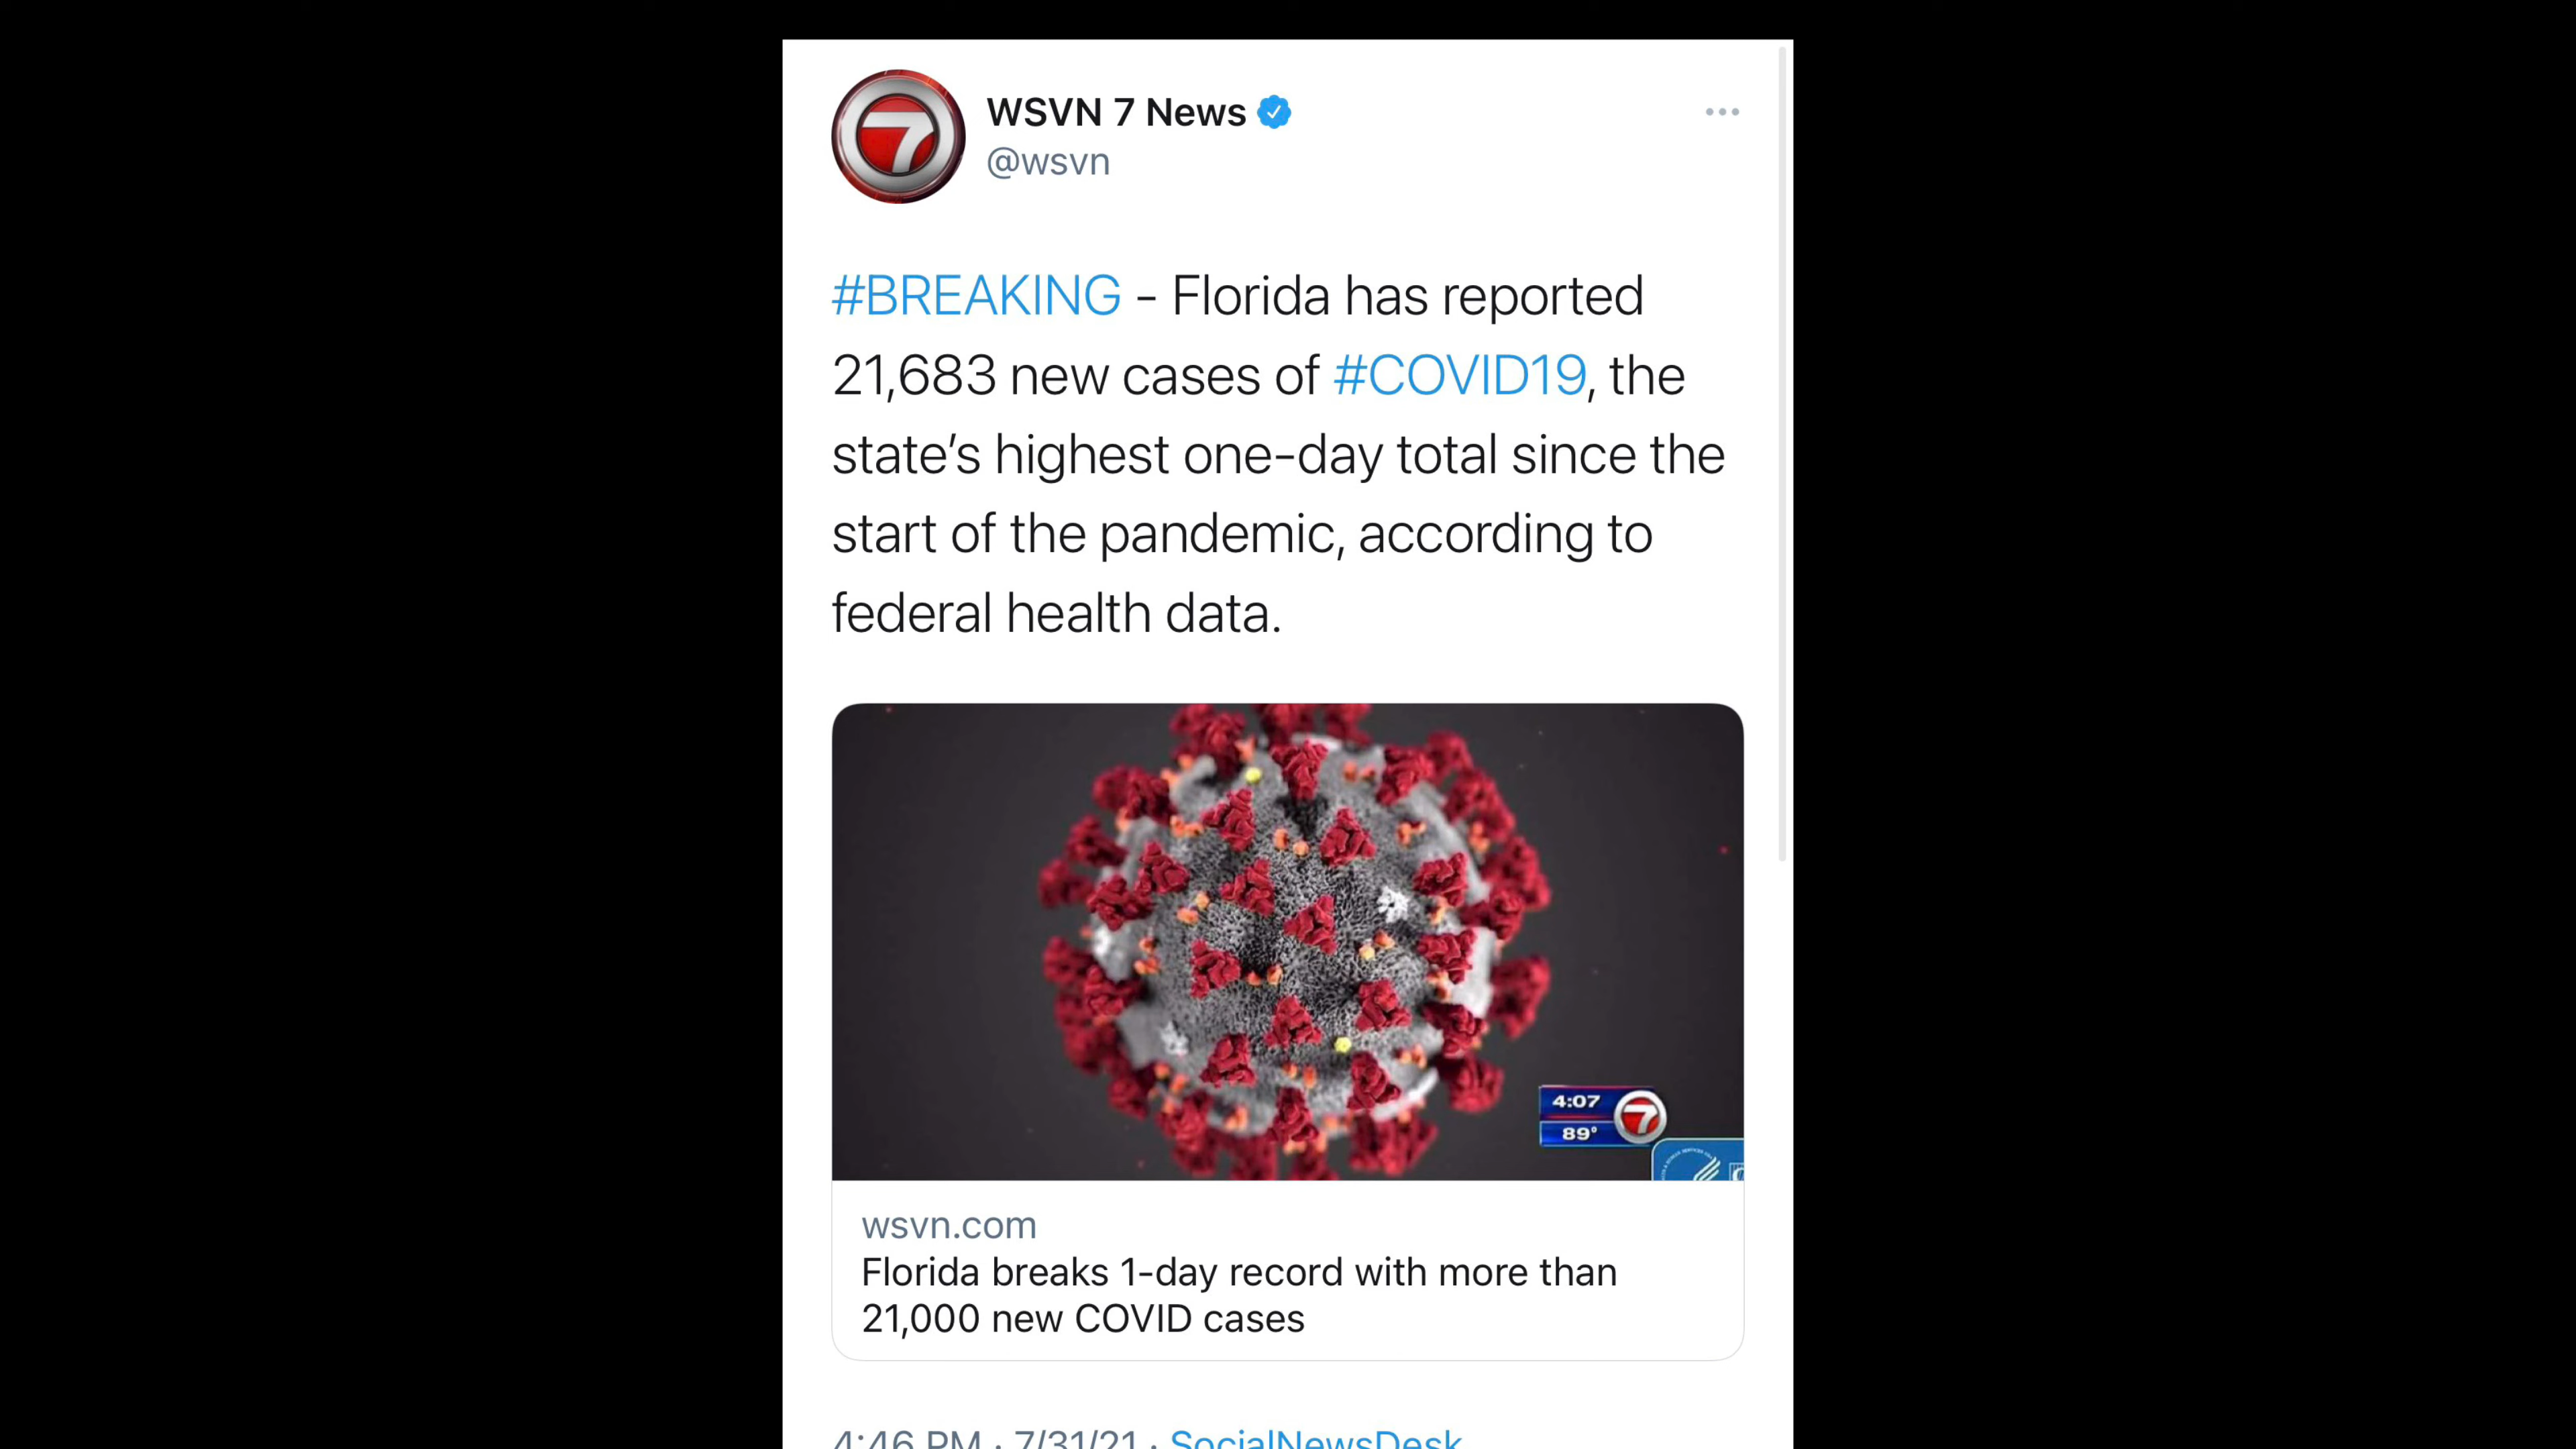 WSVN 7 News
@wsvn
#BREAKING - Florida has reported
21,683 new cases of #COVID19, the
state's highest one-day total since the
start of the pandemic, according to
federal health data.
4:07
7
89°
wsvn.com
Florida breaks 1-day record with more than
21,000 new COVID cases
4:46 PM · 7/31/21 · SocialNewsDesk